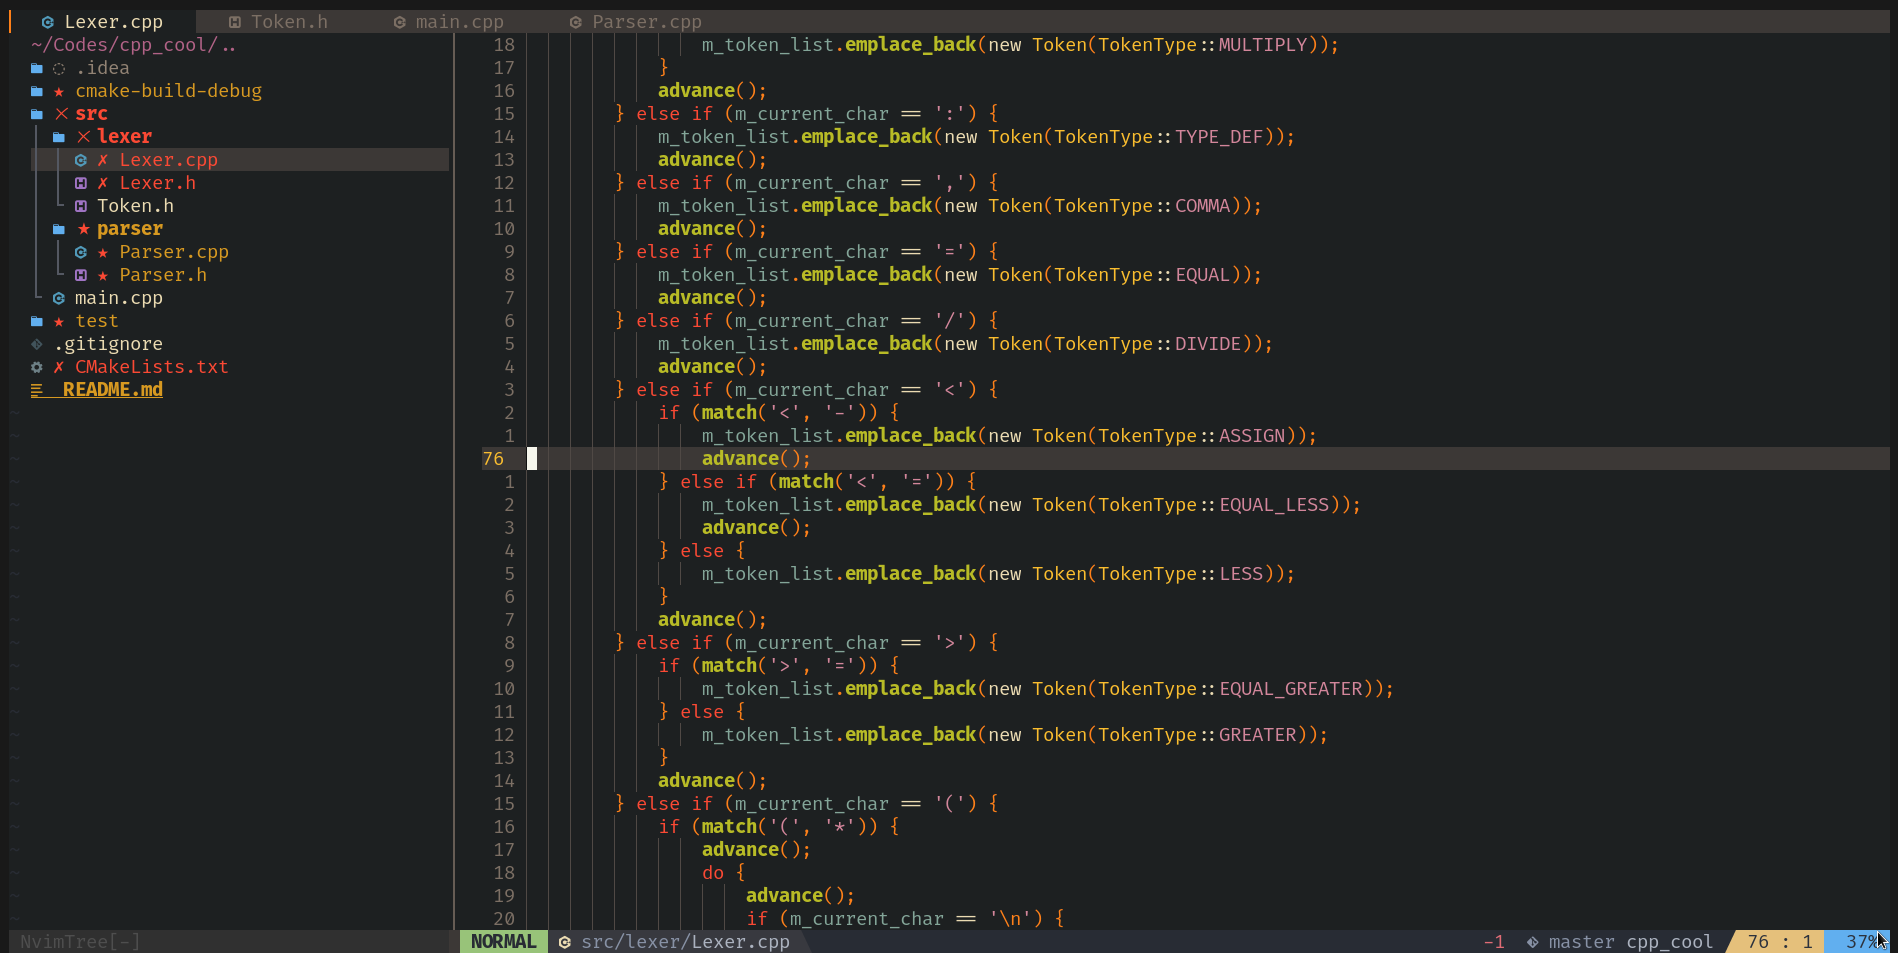 Lexer.cpp Token.h main.cpp Parser.cpp
~/Codes/cpp_cool/..
.idea
cmake-build-debug
src
lexer
Lexer.cpp
Lexer.h
Token.h
parser
Parser.cpp
Parser.h
main.cpp
test
.gitignore
CMakeLists.txt
README.md
18 m_token_list.emplace_back(new Token(TokenType::MULTIPLY));
17 }
16 advance();
15 } else if (m_current_char == ':') {
14 m_token_list.emplace_back(new Token(TokenType::TYPE_DEF));
13 advance();
12 } else if (m_current_char == ',') {
11 m_token_list.emplace_back(new Token(TokenType::COMMA));
10 advance();
9 } else if (m_current_char == '=') {
8 m_token_list.emplace_back(new Token(TokenType::EQUAL));
7 advance();
6 } else if (m_current_char == '/') {
5 m_token_list.emplace_back(new Token(TokenType::DIVIDE));
4 advance();
3 } else if (m_current_char == '<') {
2 if (match('<', '-')) {
1 m_token_list.emplace_back(new Token(TokenType::ASSIGN));
76 advance();
1 } else if (match('<', '=')) {
2 m_token_list.emplace_back(new Token(TokenType::EQUAL_LESS));
3 advance();
4 } else {
5 m_token_list.emplace_back(new Token(TokenType::LESS));
6 }
7 advance();
8 } else if (m_current_char == '>') {
9 if (match('>', '=')) {
10 m_token_list.emplace_back(new Token(TokenType::EQUAL_GREATER));
11 } else {
12 m_token_list.emplace_back(new Token(TokenType::GREATER));
13 }
14 advance();
15 } else if (m_current_char == '(') {
16 if (match('(', '*')) {
17 advance();
18 do {
19 advance();
20 if (m_current_char == '\n') {
NvimTree[-] NORMAL src/lexer/Lexer.cpp -1 master cpp_cool 76 : 1 37%